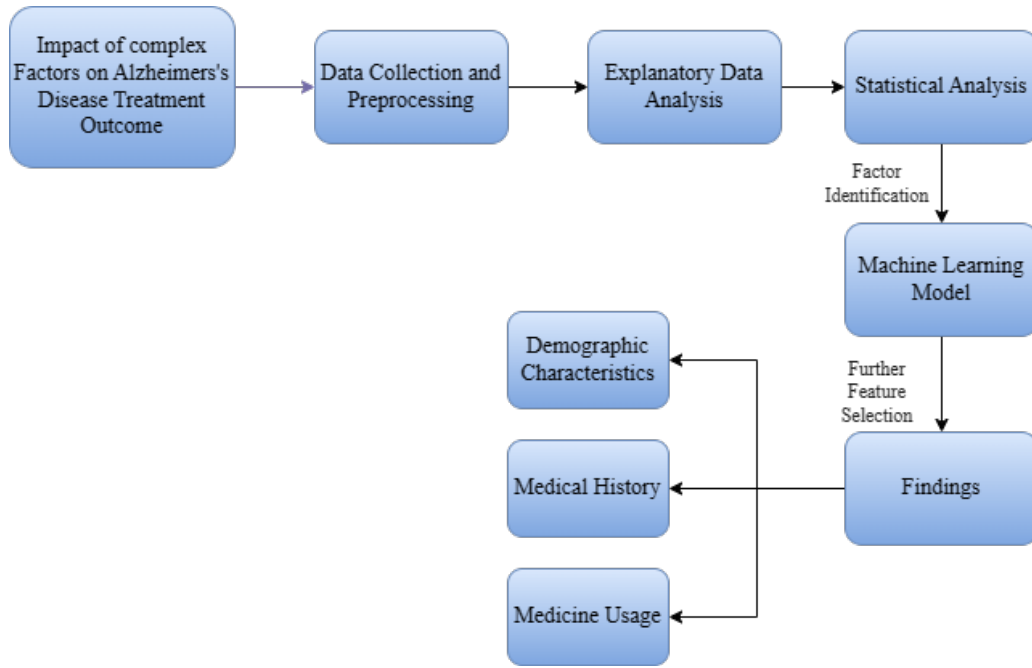 Impact of complex
Factors on Alzheimers's
Disease Treatment
Outcome
Data Collection and
Preprocessing
Explanatory Data
Analysis
Statistical Analysis
Factor
Identification
Machine Learning
Model
Further
Feature
Selection
Findings
Demographic
Characteristics
Medical History
Medicine Usage